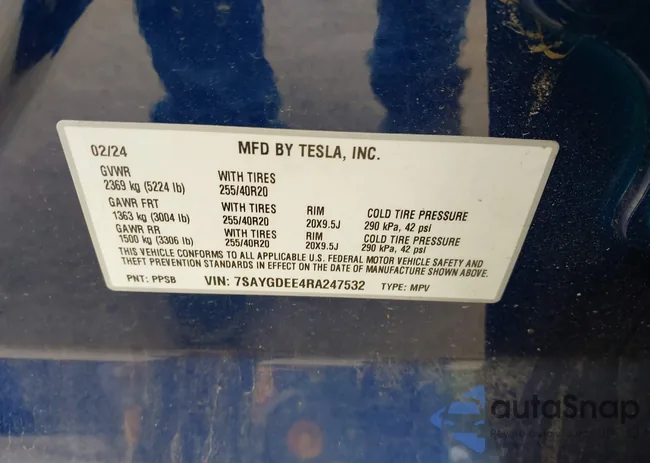 02/24 MFD BY TESLA, INC.
GVWR
2369 kg (5224 lb) WITH TIRES 255/40R20
GAWR FRT
1363 kg (3004 lb) WITH TIRES 255/40R20 RIM 20X9.5J COLD TIRE PRESSURE 290 kPa, 42 psi
GAWR RR
1500 kg (3306 lb) WITH TIRES 255/40R20 RIM 20X9.5J COLD TIRE PRESSURE 290 kPa, 42 psi
THIS VEHICLE CONFORMS TO ALL APPLICABLE U.S. FEDERAL MOTOR VEHICLE SAFETY AND
THEFT PREVENTION STANDARDS IN EFFECT ON THE DATE OF MANUFACTURE SHOWN ABOVE.
PNT: PPSB VIN: 7SAYGDEE4RA247532 TYPE: MPV
autoSnap